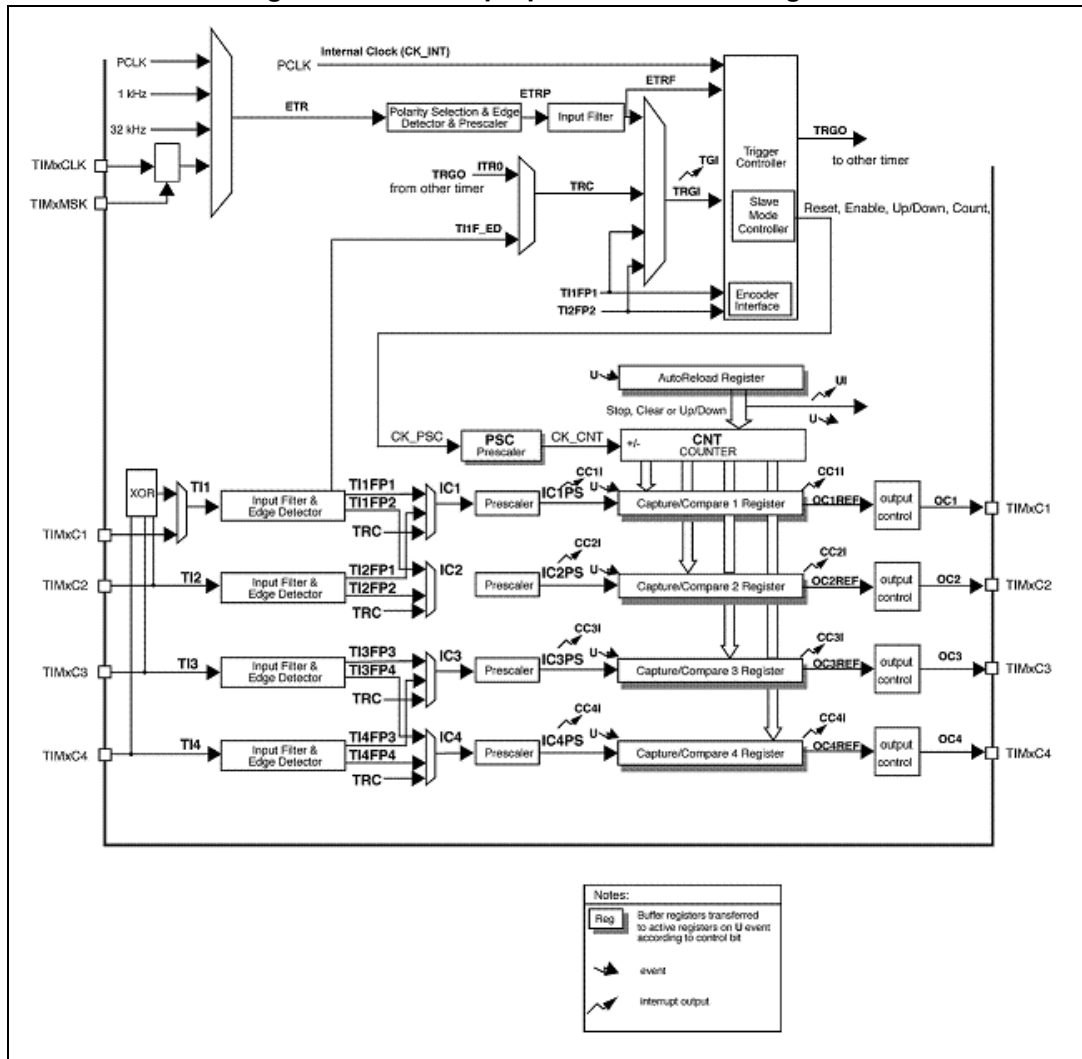 Internal Clock (CK_INT)
PCLK
PCLK
ETRF
1 kHz
ETR
ETRP
Polarity Selection & Edge
Detector & Prescaler
Input Filter
32 kHz
TRGO
to other timer
Trigger
Controller
TIMxCLK
TIMxMSK
TRGO
from other timer
ITR0
TRC
TGI
TRGI
Slave
Mode
Controller
Reset, Enable, Up/Down, Count,
TI1F_ED
TI1FP1
TI2FP2
Encoder
Interface
U
AutoReload Register
UI
U
Stop, Clear or Up/Down
CK_PSC
PSC
Prescaler
CK_CNT
+/-
CNT
COUNTER
XOR
TI1
Input Filter &
Edge Detector
TI1FP1
TI1FP2
TRC
IC1
Prescaler
CC1I
IC1PS
U
Capture/Compare 1 Register
CC1I
OC1REF
output
control
OC1
TIMxC1
TIMxC1
TIMxC2
TI2
Input Filter &
Edge Detector
TI2FP1
TI2FP2
TRC
IC2
Prescaler
CC2I
IC2PS
U
Capture/Compare 2 Register
CC2I
OC2REF
output
control
OC2
TIMxC2
TIMxC3
TI3
Input Filter &
Edge Detector
TI3FP3
TI3FP4
TRC
IC3
Prescaler
CC3I
IC3PS
U
Capture/Compare 3 Register
CC3I
OC3REF
output
control
OC3
TIMxC3
TIMxC4
TI4
Input Filter &
Edge Detector
TI4FP3
TI4FP4
TRC
IC4
Prescaler
CC4I
IC4PS
U
Capture/Compare 4 Register
CC4I
OC4REF
output
control
OC4
TIMxC4
Notes:
Reg
Buffer registers transferred
to active registers on U event
according to control bit
event
interrupt output